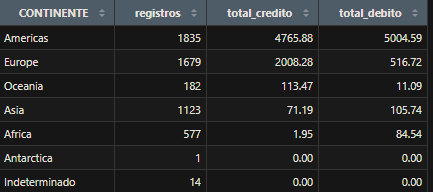 CONTINENTE registros total_credito total_debito
Americas 1835 4765.88 5004.59
Europe 1679 2008.28 516.72
Oceania 182 113.47 11.09
Asia 1123 71.19 105.74
Africa 577 1.95 84.54
Antarctica 1 0.00 0.00
Indeterminado 14 0.00 0.00